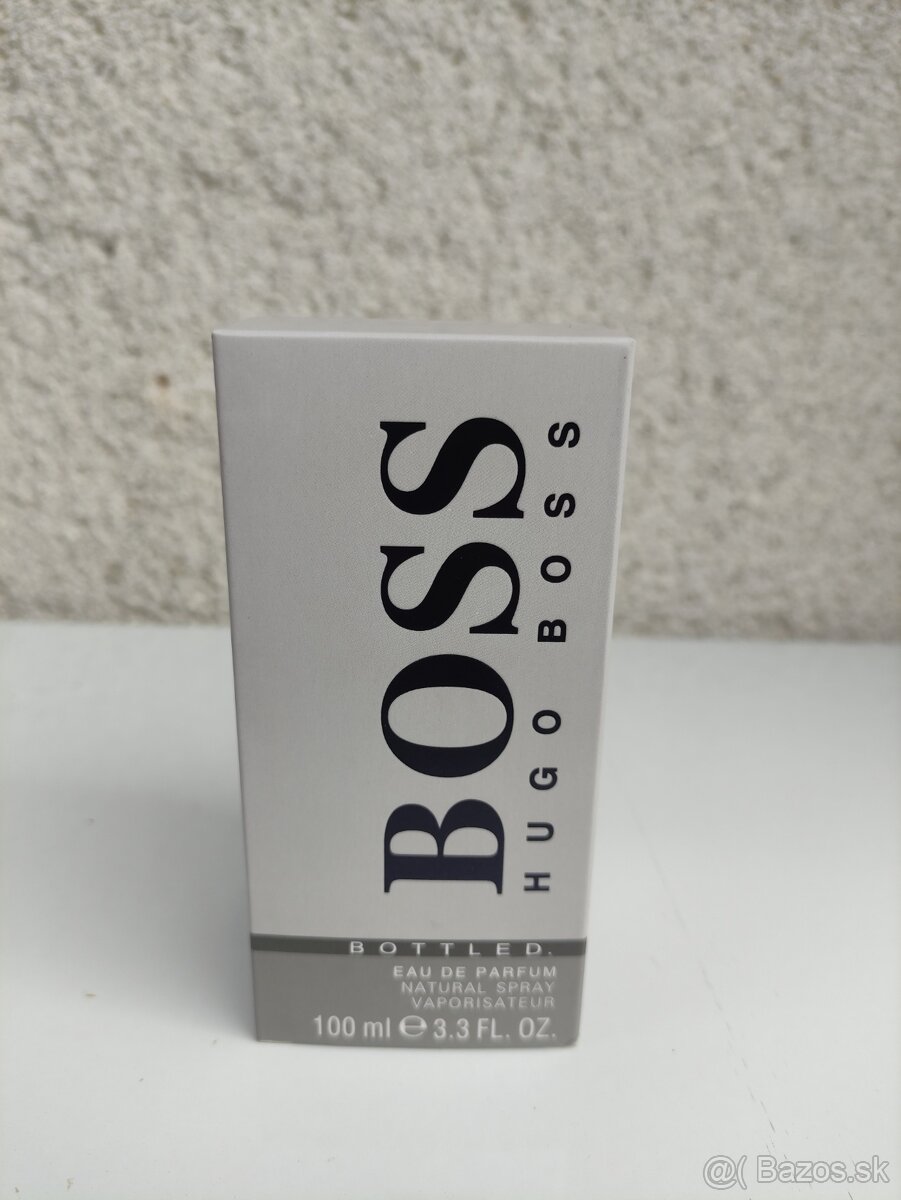 BOSS
HUGO BOSS
BOTTLED.
EAU DE PARFUM
NATURAL SPRAY
VAPORISATEUR
100 ml ℮ 3.3 FL. OZ.
@( Bazos.sk